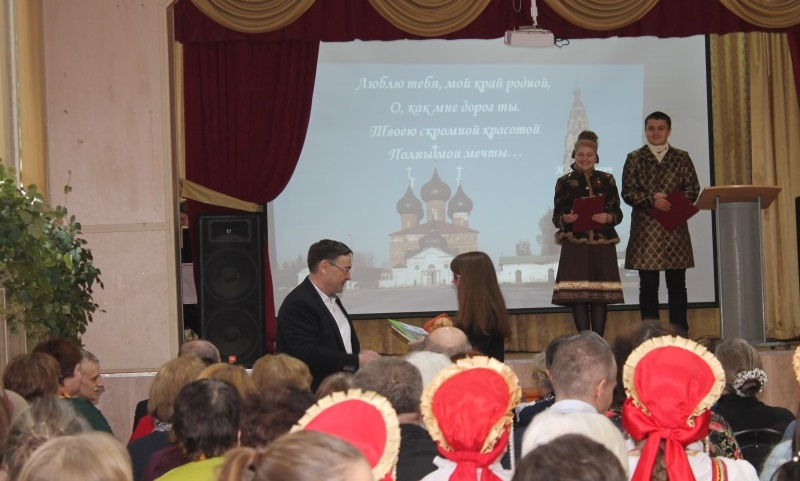 Люблю тебя, мой край родной,
О, как мне дорог ты.
Твоею скромной красотой
Полны мои мечты...